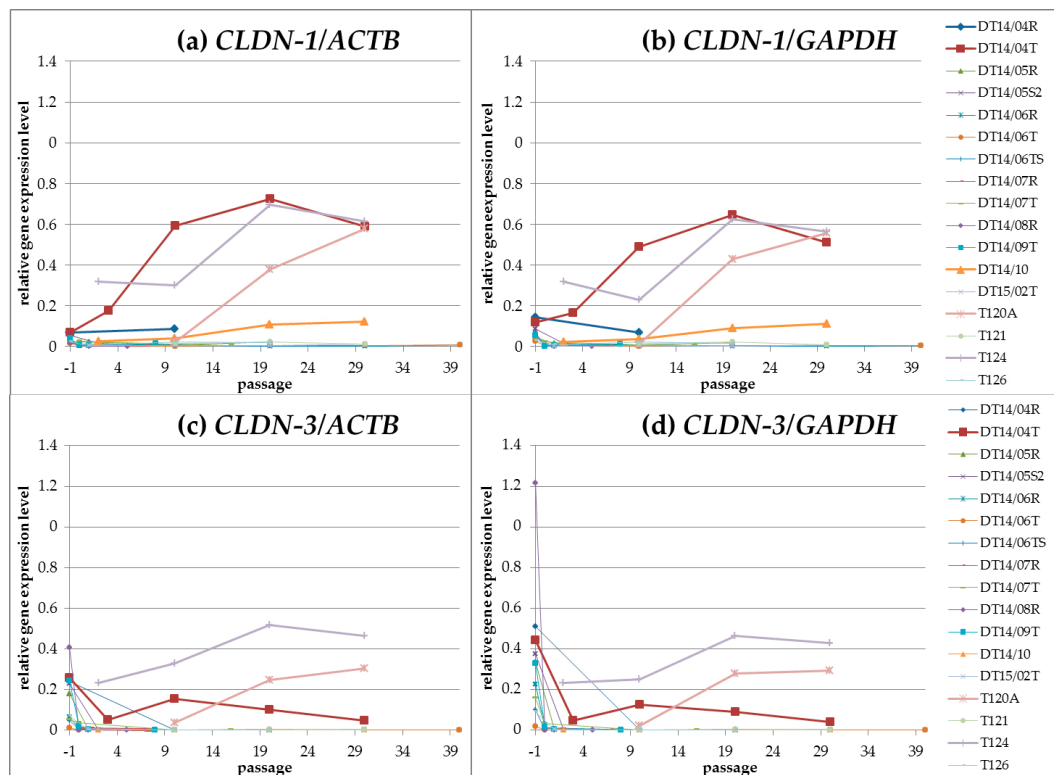 (a) CLDN-1/ACTB
relative gene expression level
1.4
1.2
0
0.8
0.6
0.4
0.2
0
-1 4 9 14 19 24 29 34 39
passage
(b) CLDN-1/GAPDH
relative gene expression level
1.4
1.2
0
0.8
0.6
0.4
0.2
0
-1 4 9 14 19 24 29 34 39
passage
DT14/04R
DT14/04T
DT14/05R
DT14/05S2
DT14/06R
DT14/06T
DT14/06TS
DT14/07R
DT14/07T
DT14/08R
DT14/09T
DT14/10
DT15/02T
T120A
T121
T124
T126
(c) CLDN-3/ACTB
relative gene expression level
1.4
1.2
0
0.8
0.6
0.4
0.2
0
-1 4 9 14 19 24 29 34 39
passage
(d) CLDN-3/GAPDH
relative gene expression level
1.4
1.2
0
0.8
0.6
0.4
0.2
0
-1 4 9 14 19 24 29 34 39
passage
DT14/04R
DT14/04T
DT14/05R
DT14/05S2
DT14/06R
DT14/06T
DT14/06TS
DT14/07R
DT14/07T
DT14/08R
DT14/09T
DT14/10
DT15/02T
T120A
T121
T124
T126